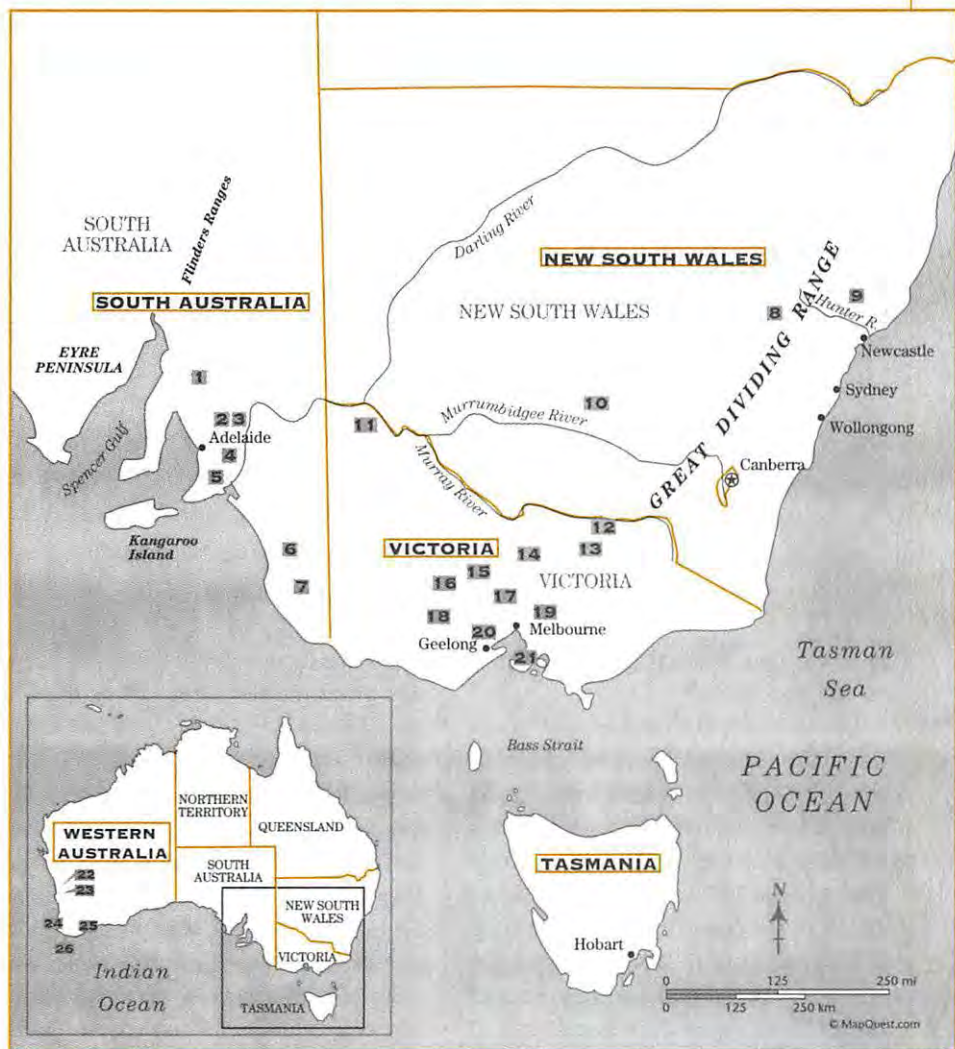 SOUTH
AUSTRALIA
Flinders Ranges
SOUTH AUSTRALIA
EYRE
PENINSULA
Spencer Gulf
1
2
3
Adelaide
4
5
Kangaroo
Island
6
7
Darling River
NEW SOUTH WALES
NEW SOUTH WALES
GREAT DIVIDING RANGE
8
9
Hunter R.
Newcastle
Sydney
Wollongong
10
Murrumbidgee River
11
Murray River
Canberra
12
13
VICTORIA
14
15
VICTORIA
16
17
18
19
20
Melbourne
Geelong
21
Tasman
Sea
Bass Strait
PACIFIC
OCEAN
TASMANIA
Hobart
N
0
125
250 mi
0
125
250 km
© MapQuest.com
NORTHERN
TERRITORY
QUEENSLAND
WESTERN
AUSTRALIA
SOUTH
AUSTRALIA
22
23
NEW SOUTH
WALES
24
25
26
VICTORIA
Indian
Ocean
TASMANIA